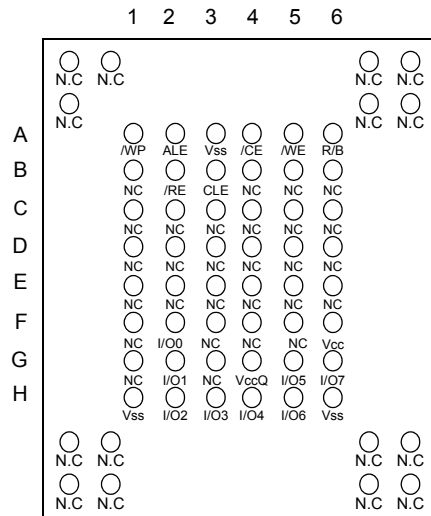 1 2 3 4 5 6
N.C N.C N.C N.C
N.C N.C N.C
A
/WP ALE Vss /CE /WE R/B
B
NC /RE CLE NC NC NC
C
NC NC NC NC NC NC
D
NC NC NC NC NC NC
E
NC NC NC NC NC NC
F
NC I/O0 NC NC NC Vcc
G
NC I/O1 NC VccQ I/O5 I/O7
H
Vss I/O2 I/O3 I/O4 I/O6 Vss
N.C N.C N.C N.C
N.C N.C N.C N.C